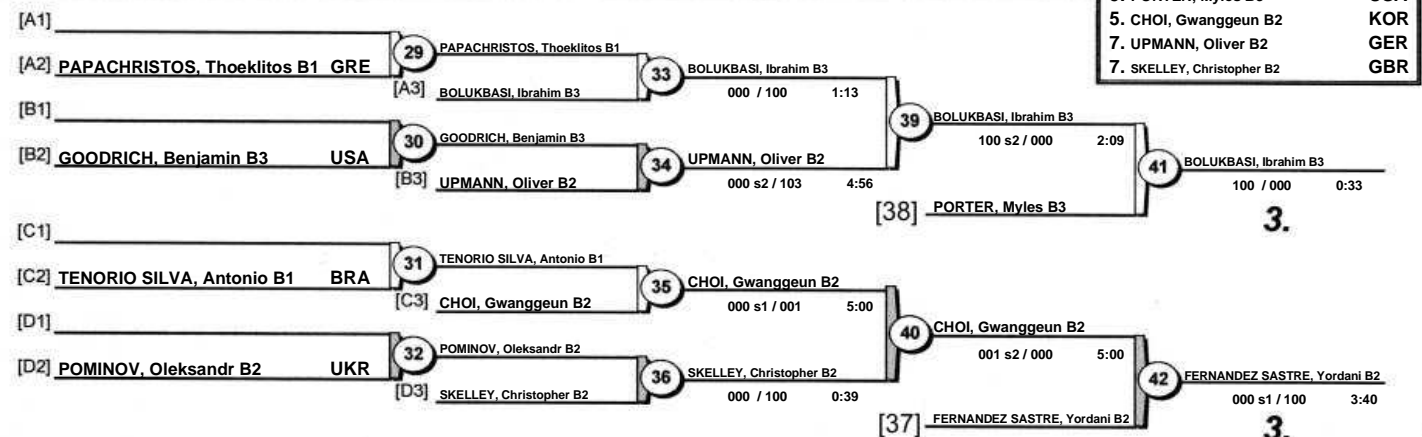 [A1]
[A2] PAPACHRISTOS, Thoeklitos B1 GRE
29
PAPACHRISTOS, Thoeklitos B1
[A3] BOLUKBASI, Ibrahim B3
33
BOLUKBASI, Ibrahim B3
000 / 100 1:13
[B1]
[B2] GOODRICH, Benjamin B3 USA
30
GOODRICH, Benjamin B3
[B3] UPMANN, Oliver B2
34
UPMANN, Oliver B2
000 s2 / 103 4:56
39
BOLUKBASI, Ibrahim B3
100 s2 / 000 2:09
[38] PORTER, Myles B3
41
BOLUKBASI, Ibrahim B3
100 / 000 0:33
3.
[C1]
[C2] TENORIO SILVA, Antonio B1 BRA
31
TENORIO SILVA, Antonio B1
[C3] CHOI, Gwanggeun B2
35
CHOI, Gwanggeun B2
000 s1 / 001 5:00
[D1]
[D2] POMINOV, Oleksandr B2 UKR
32
POMINOV, Oleksandr B2
[D3] SKELLEY, Christopher B2
36
SKELLEY, Christopher B2
000 / 100 0:39
40
CHOI, Gwanggeun B2
001 s2 / 000 5:00
[37] FERNANDEZ SASTRE, Yordani B2
42
FERNANDEZ SASTRE, Yordani B2
000 s1 / 100 3:40
3.
5. CHOI, Gwanggeun B2 KOR
7. UPMANN, Oliver B2 GER
7. SKELLEY, Christopher B2 GBR